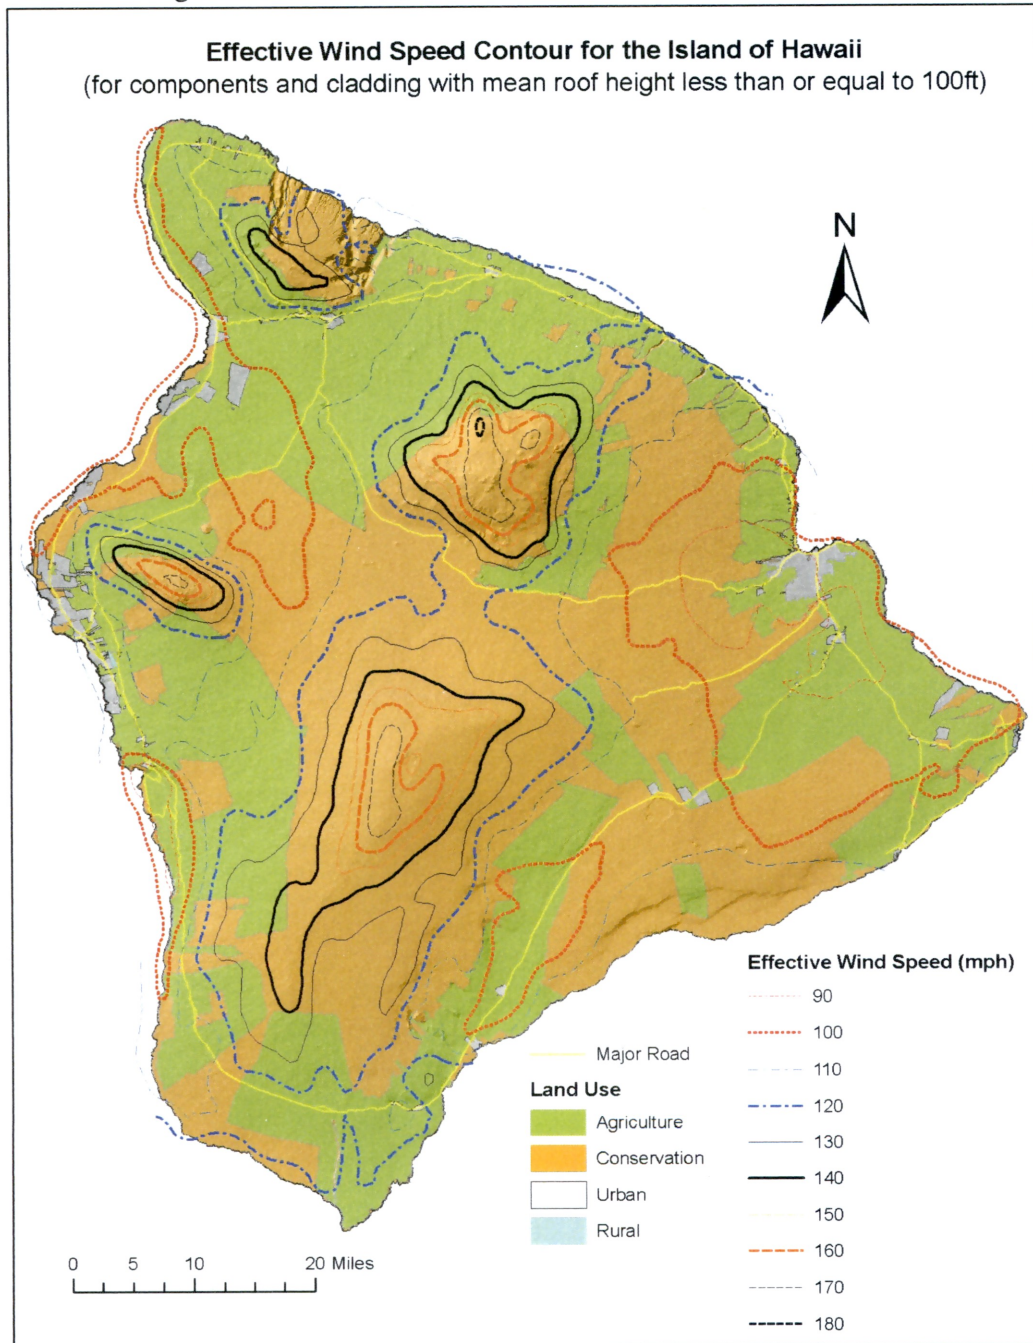 Effective Wind Speed Contour for the Island of Hawaii
(for components and cladding with mean roof height less than or equal to 100ft)
N
Effective Wind Speed (mph)
90
100
110
120
130
140
150
160
170
180
Major Road
Land Use
Agriculture
Conservation
Urban
Rural
0 5 10 20 Miles